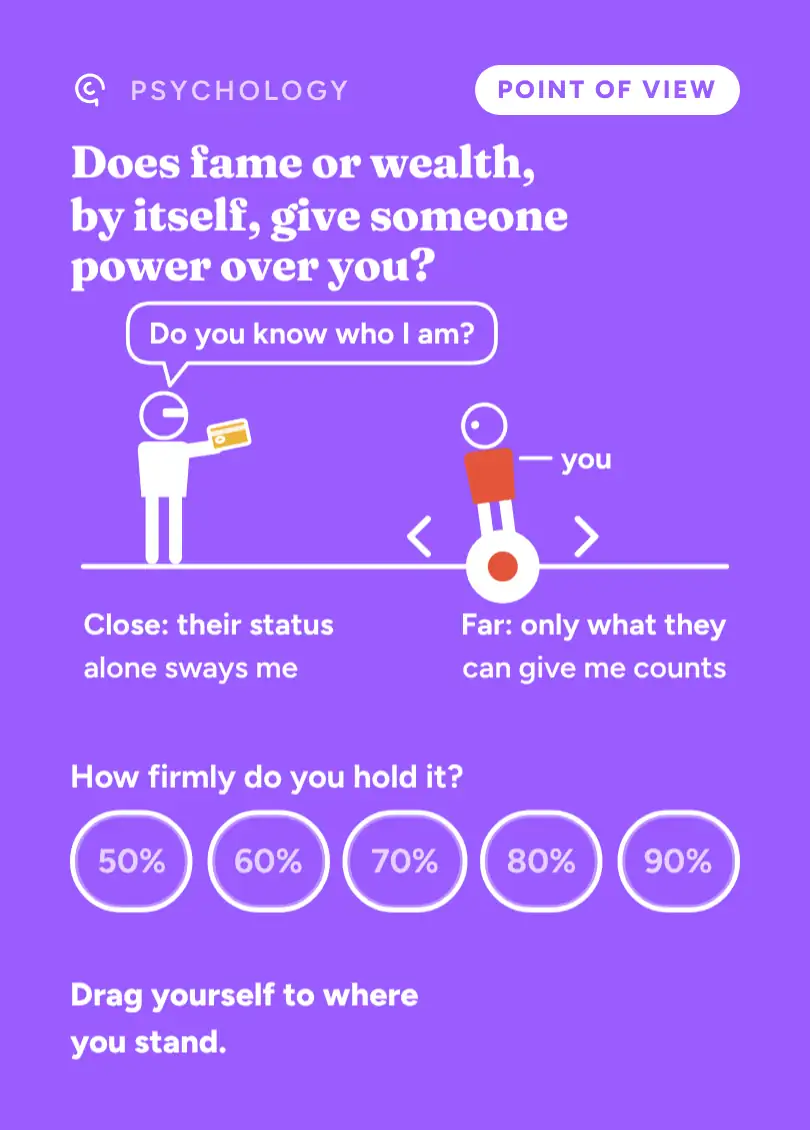 PSYCHOLOGY
POINT OF VIEW
Does fame or wealth,
by itself, give someone
power over you?
Do you know who I am?
you
Close: their status
alone sways me
Far: only what they
can give me counts
How firmly do you hold it?
50%
60%
70%
80%
90%
Drag yourself to where
you stand.